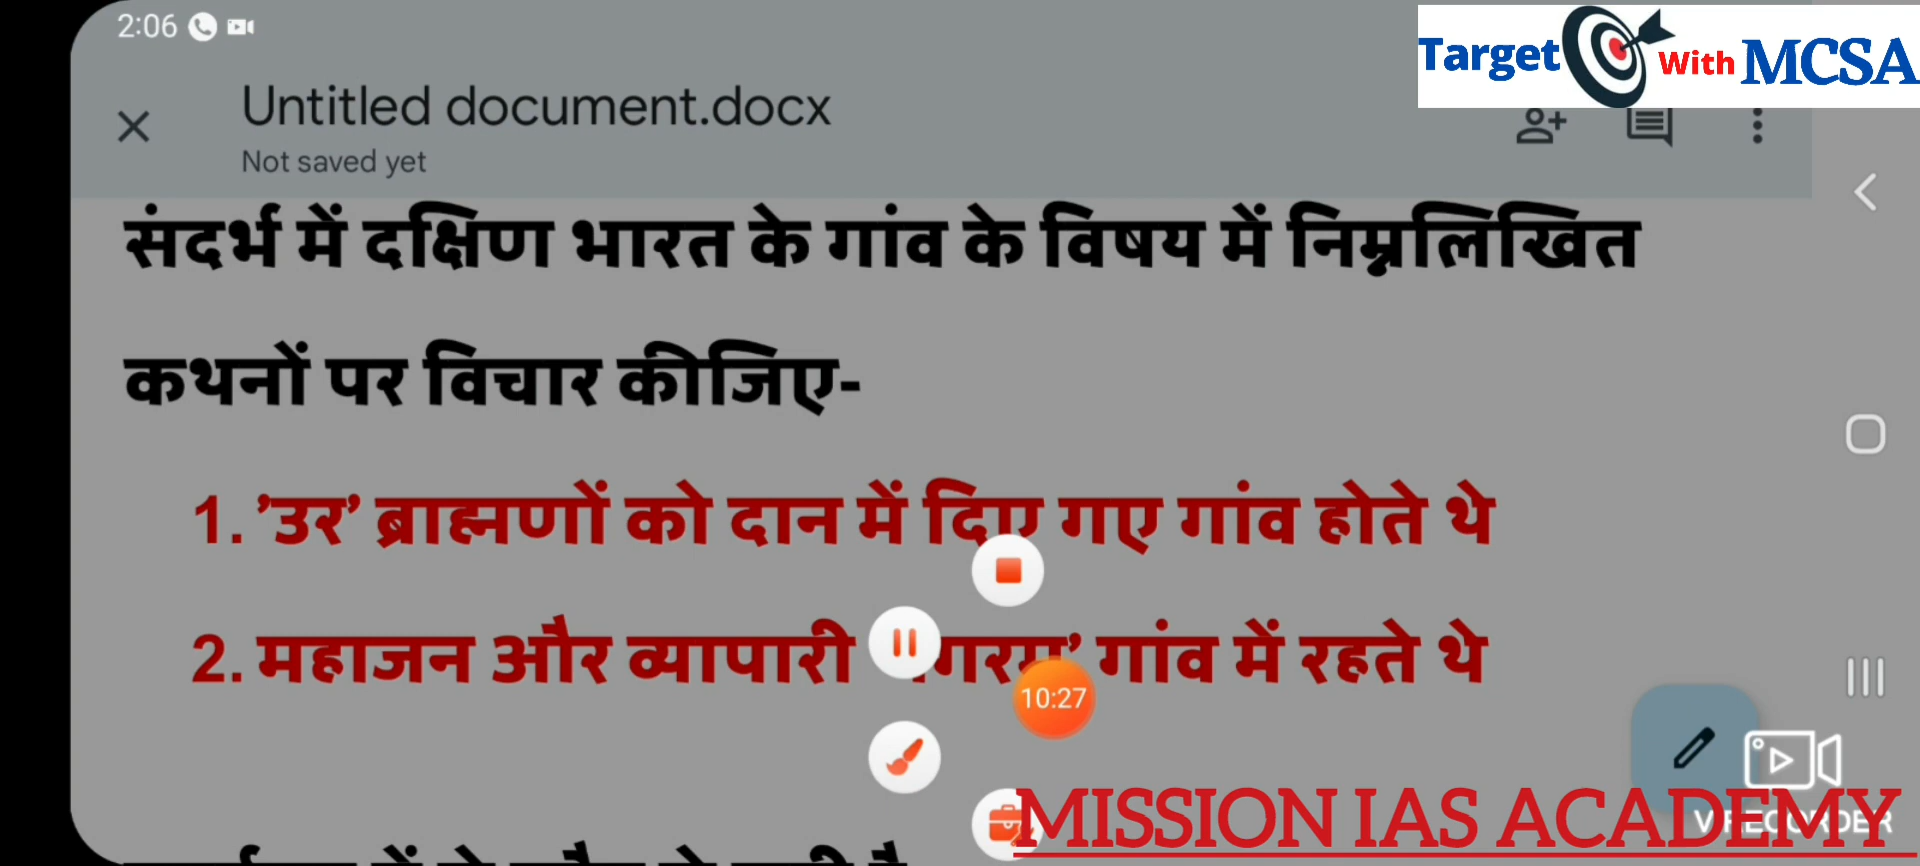 2:06
Target With MCSA
Untitled document.docx
Not saved yet
संदर्भ में दक्षिण भारत के गांव के विषय में निम्नलिखित
कथनों पर विचार कीजिए-
1. ’उर’ ब्राह्मणों को दान में दिए गए गांव होते थे
2. महाजन और व्यापारी गांव में रहते थे
10:27
MISSION IAS ACADEMY